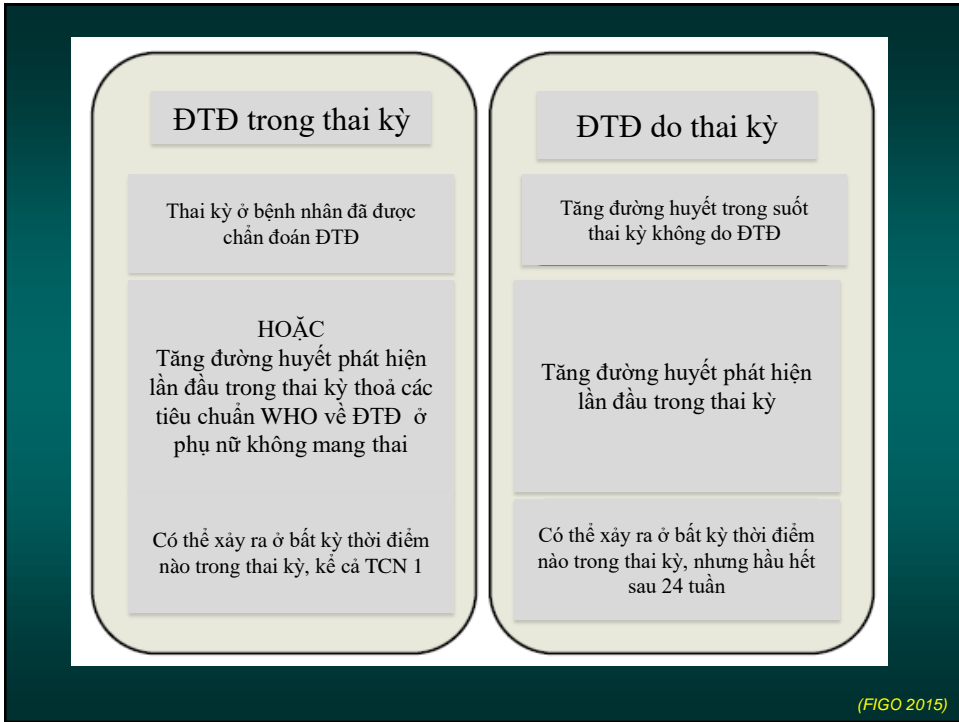 ĐTĐ trong thai kỳ
Thai kỳ ở bệnh nhân đã được
chẩn đoán ĐTĐ
HOẶC
Tăng đường huyết phát hiện
lần đầu trong thai kỳ thoả các
tiêu chuẩn WHO về ĐTĐ ở
phụ nữ không mang thai
Có thể xảy ra ở bất kỳ thời điểm
nào trong thai kỳ, kể cả TCN 1
ĐTĐ do thai kỳ
Tăng đường huyết trong suốt
thai kỳ không do ĐTĐ
Tăng đường huyết phát hiện
lần đầu trong thai kỳ
Có thể xảy ra ở bất kỳ thời điểm
nào trong thai kỳ, nhưng hầu hết
sau 24 tuần
(FIGO 2015)